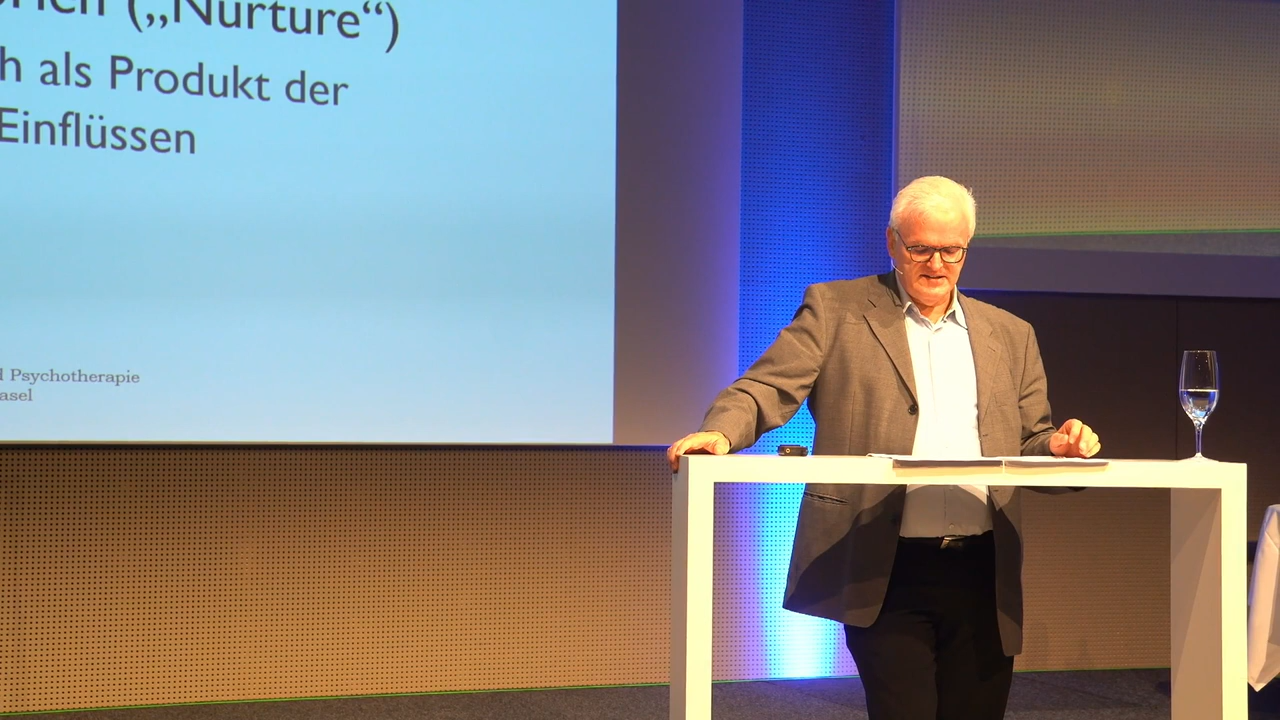 („Nurture“)
h als Produkt der
Einflüssen
Psychotherapie
asel